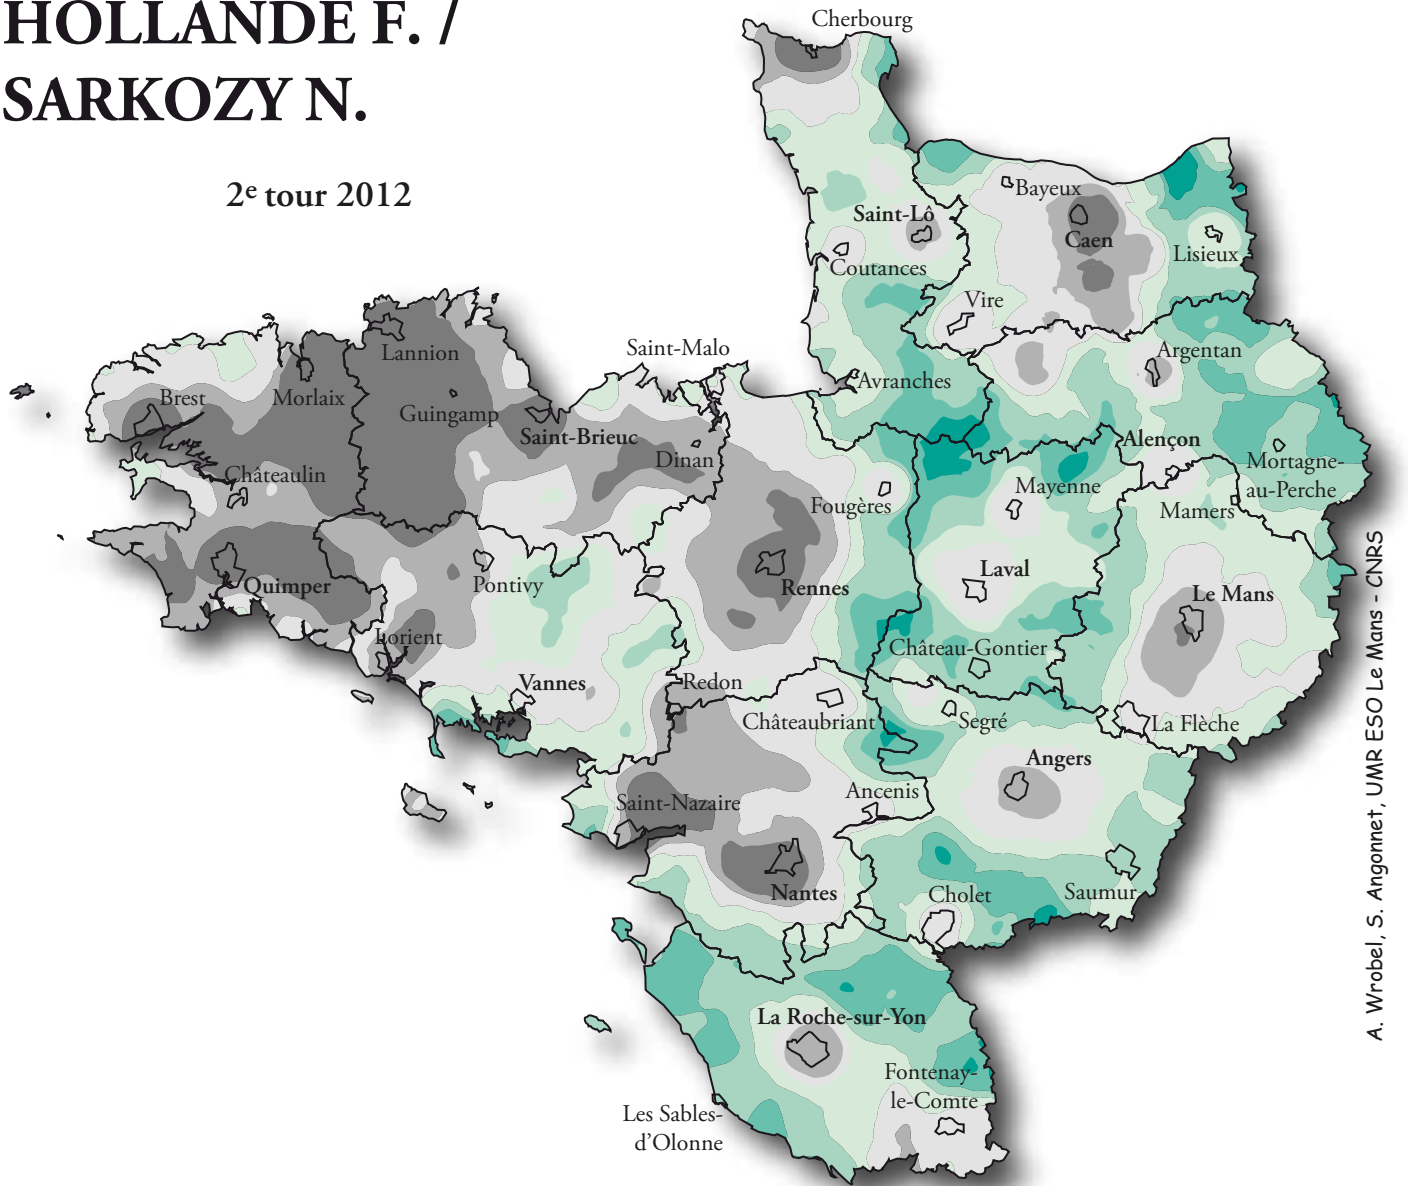 HOLLANDE F. /
SARKOZY N.
2e tour 2012
Cherbourg
Bayeux
Saint-Lô
Caen
Lisieux
Coutances
Vire
Lannion
Saint-Malo
Argentan
Avranches
Brest
Morlaix
Guingamp
Saint-Brieuc
Dinan
Alençon
Châteaulin
Mortagne-
au-Perche
Fougères
Mayenne
Mamers
Quimper
Pontivy
Rennes
Laval
Le Mans
Lorient
Château-Gontier
Vannes
Redon
Châteaubriant
Segré
La Flèche
Angers
Saint-Nazaire
Ancenis
Nantes
Cholet
Saumur
La Roche-sur-Yon
Fontenay-
le-Comte
Les Sables-
d'Olonne
A. Wrobel, S. Angonnet, UMR ESO Le Mans - CNRS